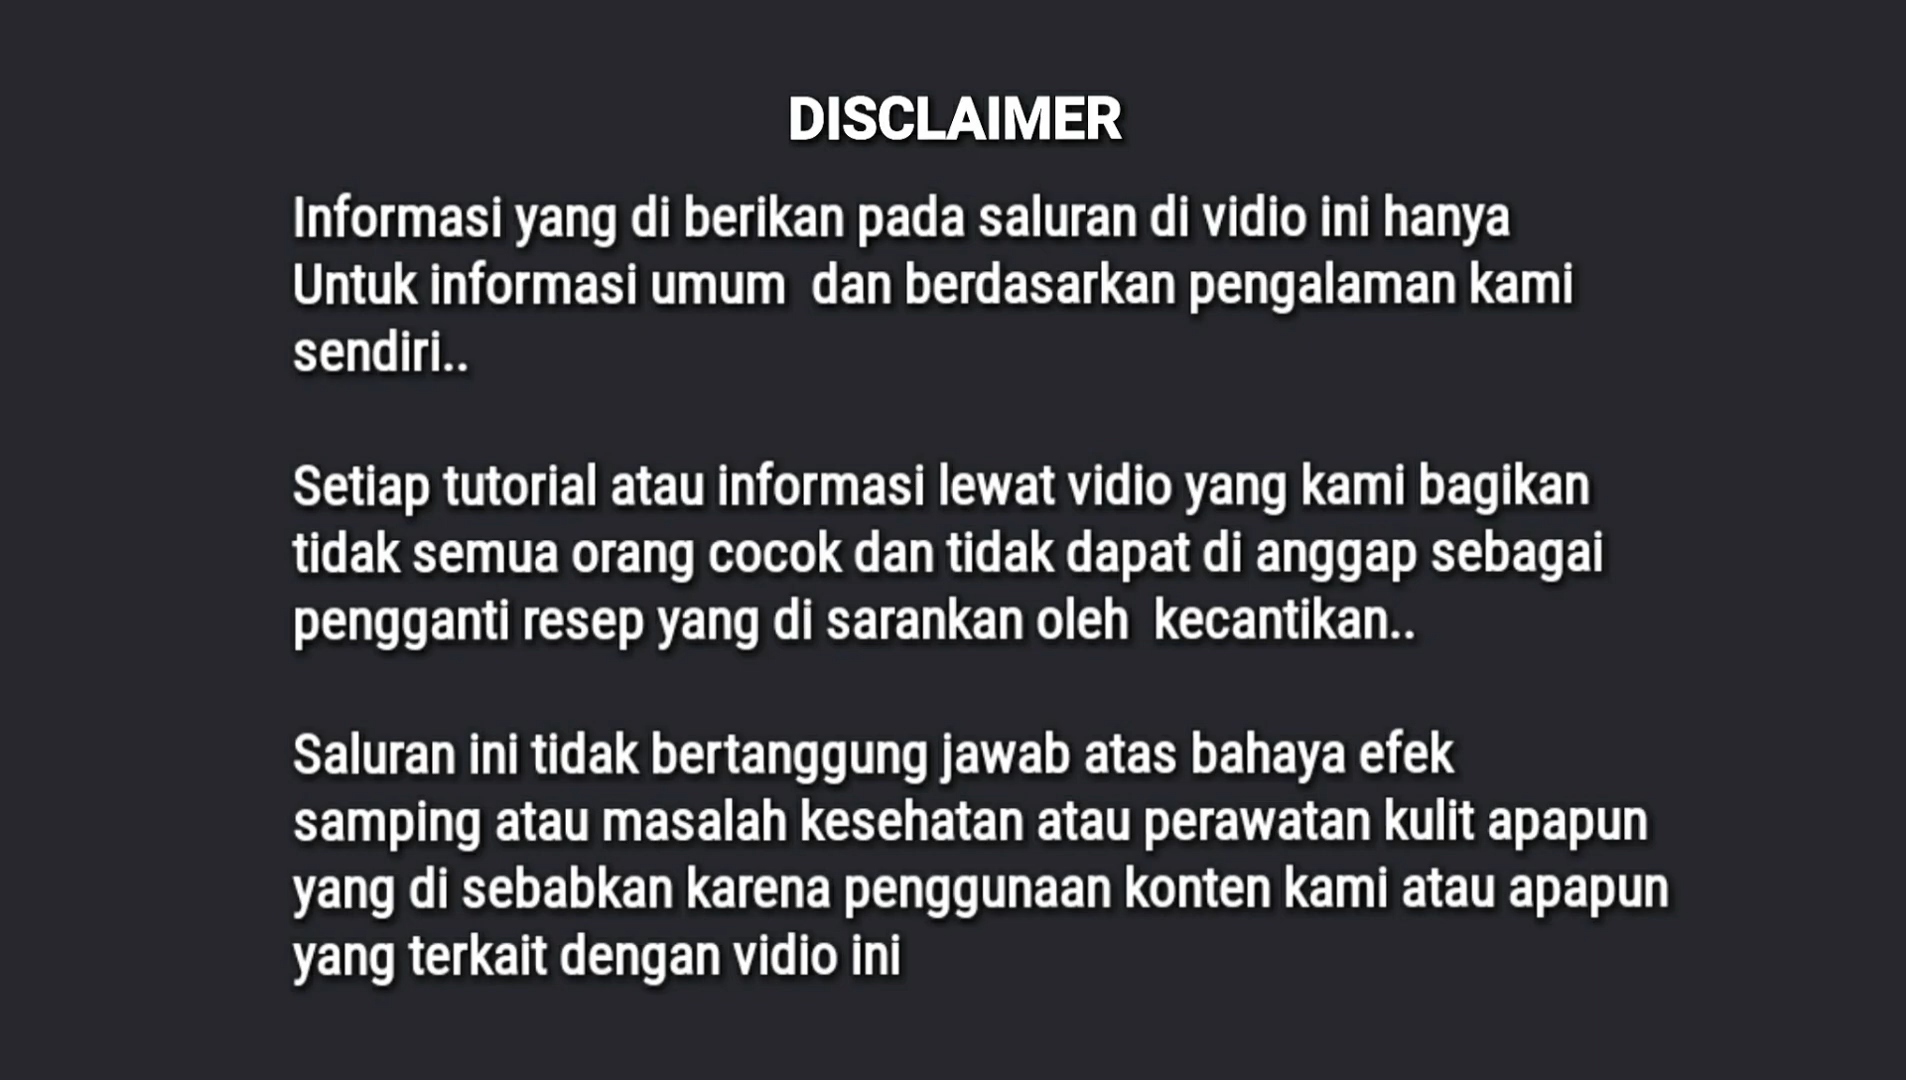 DISCLAIMER
Informasi yang di berikan pada saluran di vidio ini hanya
Untuk informasi umum  dan berdasarkan pengalaman kami
sendiri..
Setiap tutorial atau informasi lewat vidio yang kami bagikan
tidak semua orang cocok dan tidak dapat di anggap sebagai
pengganti resep yang di sarankan oleh  kecantikan..
Saluran ini tidak bertanggung jawab atas bahaya efek
samping atau masalah kesehatan atau perawatan kulit apapun
yang di sebabkan karena penggunaan konten kami atau apapun
yang terkait dengan vidio ini